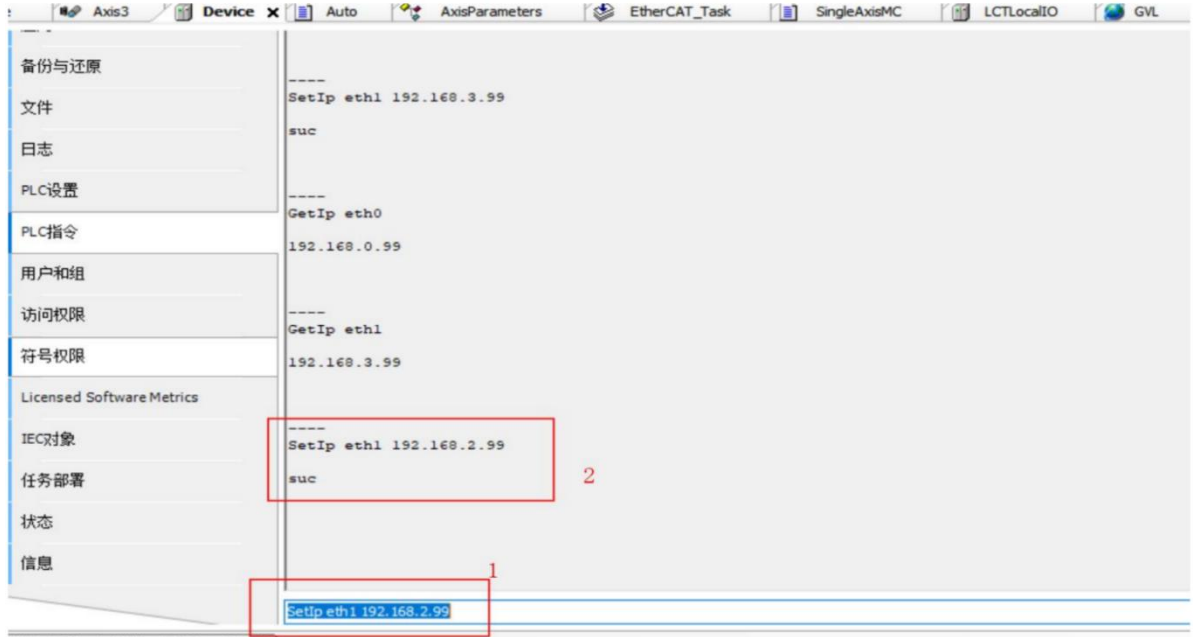 Axis3 Device Auto AxisParameters EtherCAT_Task SingleAxisMC LCTLocalIO GVL
备份与还原
文件
日志
PLC设置
PLC指令
用户和组
访问权限
符号权限
Licensed Software Metrics
IEC对象
任务部署
状态
信息
----
SetIp eth1 192.168.3.99
suc
----
GetIp eth0
192.168.0.99
----
GetIp eth1
192.168.3.99
----
SetIp eth1 192.168.2.99
suc
2
1
SetIp eth1 192.168.2.99